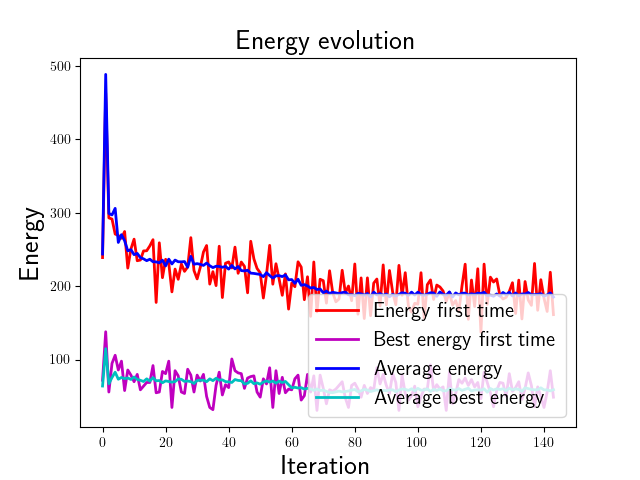 Energy evolution
500
400
300
200
100
Energy
Energy first time
Best energy first time
Average energy
Average best energy
0 20 40 60 80 100 120 140
Iteration